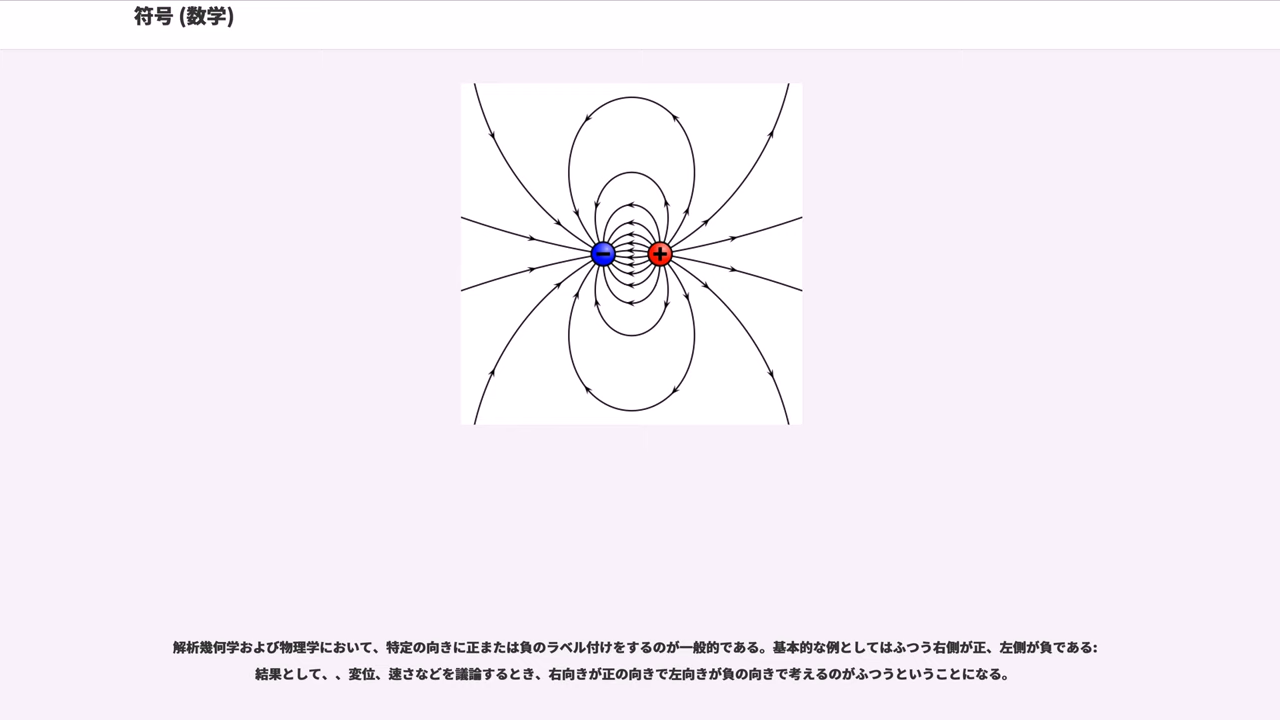 符号 (数学)
−
+
解析幾何学および物理学において、特定の向きに正または負のラベル付けをするのが一般的である。基本的な例としてはふつう右側が正、左側が負である:
結果として、、変位、速さなどを議論するとき、右向きが正の向きで左向きが負の向きで考えるのがふつうということになる。